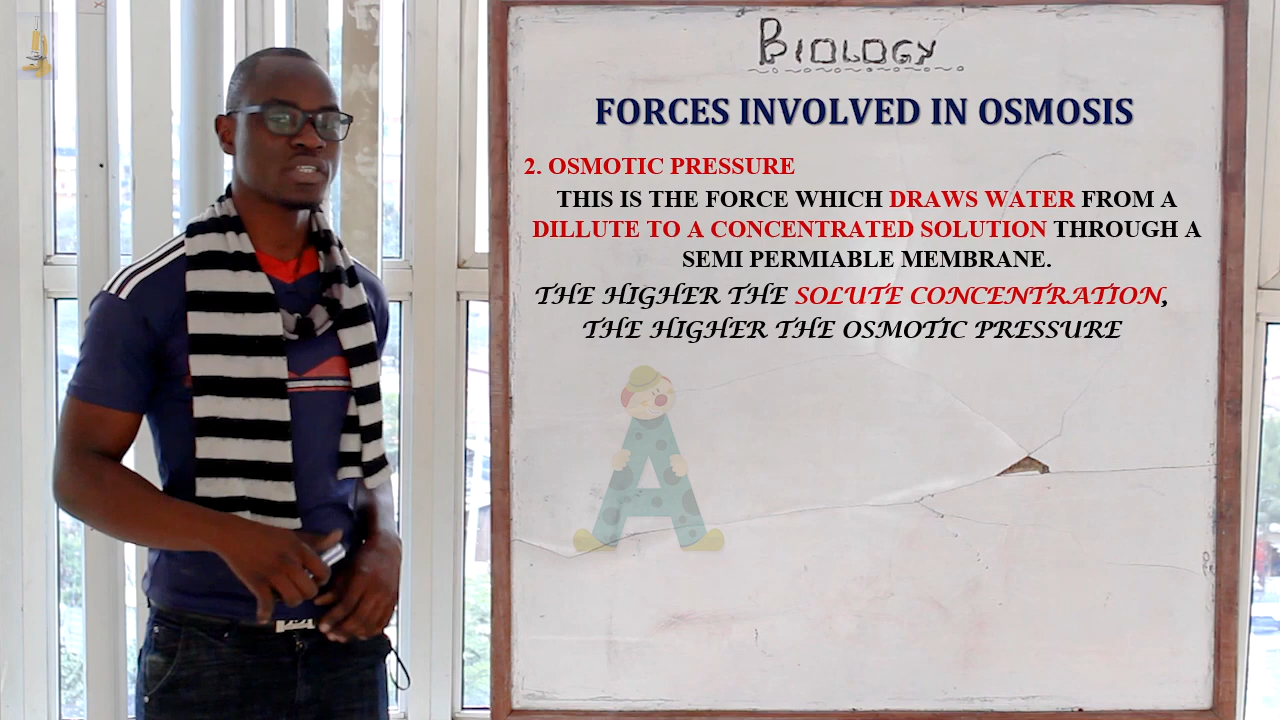 BIOLOGY
FORCES INVOLVED IN OSMOSIS
2. OSMOTIC PRESSURE
THIS IS THE FORCE WHICH DRAWS WATER FROM A
DILLUTE TO A CONCENTRATED SOLUTION THROUGH A
SEMI PERMIABLE MEMBRANE.
THE HIGHER THE SOLUTE CONCENTRATION,
THE HIGHER THE OSMOTIC PRESSURE
A